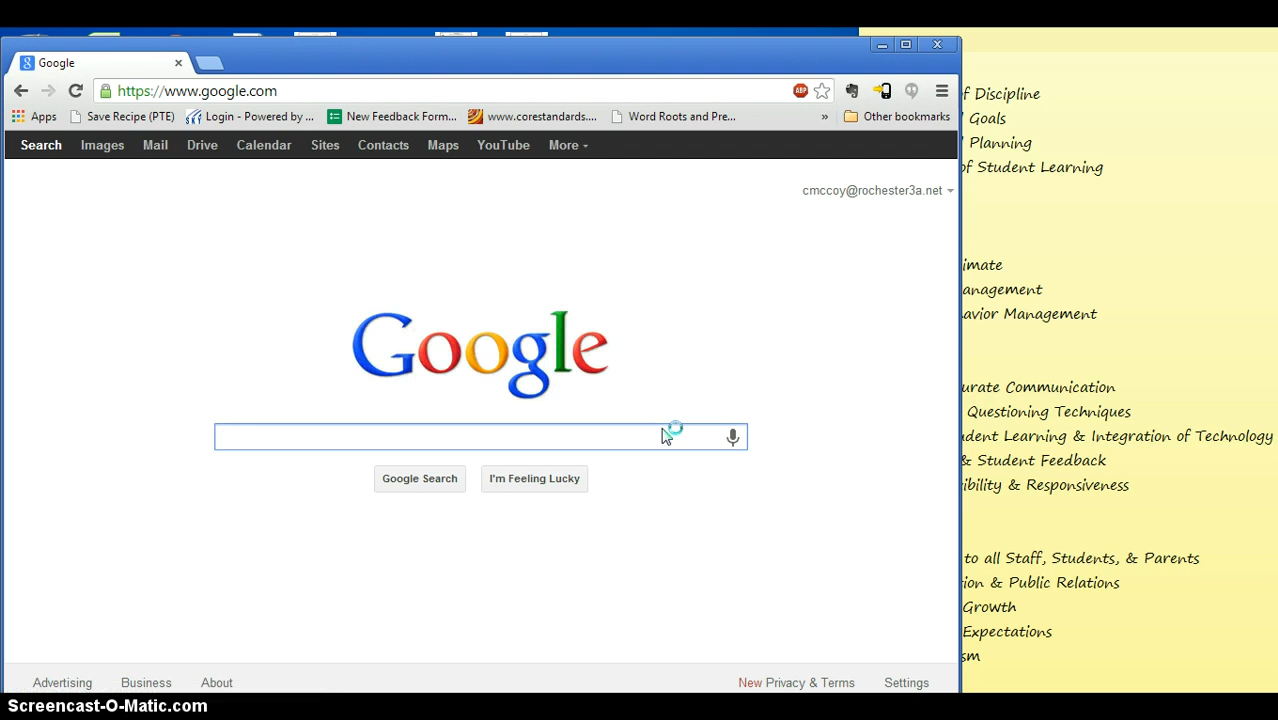 Google
https://www.google.com
ABP
Apps Save Recipe (PTE) Login - Powered by ... New Feedback Form... www.corestandards.... Word Roots and Pre... » Other bookmarks
Search Images Mail Drive Calendar Sites Contacts Maps YouTube More
cmccoy@rochester3a.net
Google
Google Search I'm Feeling Lucky
Advertising Business About New Privacy & Terms Settings
of Discipline
Goals
Planning
of Student Learning
imate
anagement
avior Management
urate Communication
Questioning Techniques
udent Learning & Integration of Technology
& Student Feedback
ibility & Responsiveness
to all Staff, Students, & Parents
tion & Public Relations
Growth
Expectations
sm
Screencast-O-Matic.com